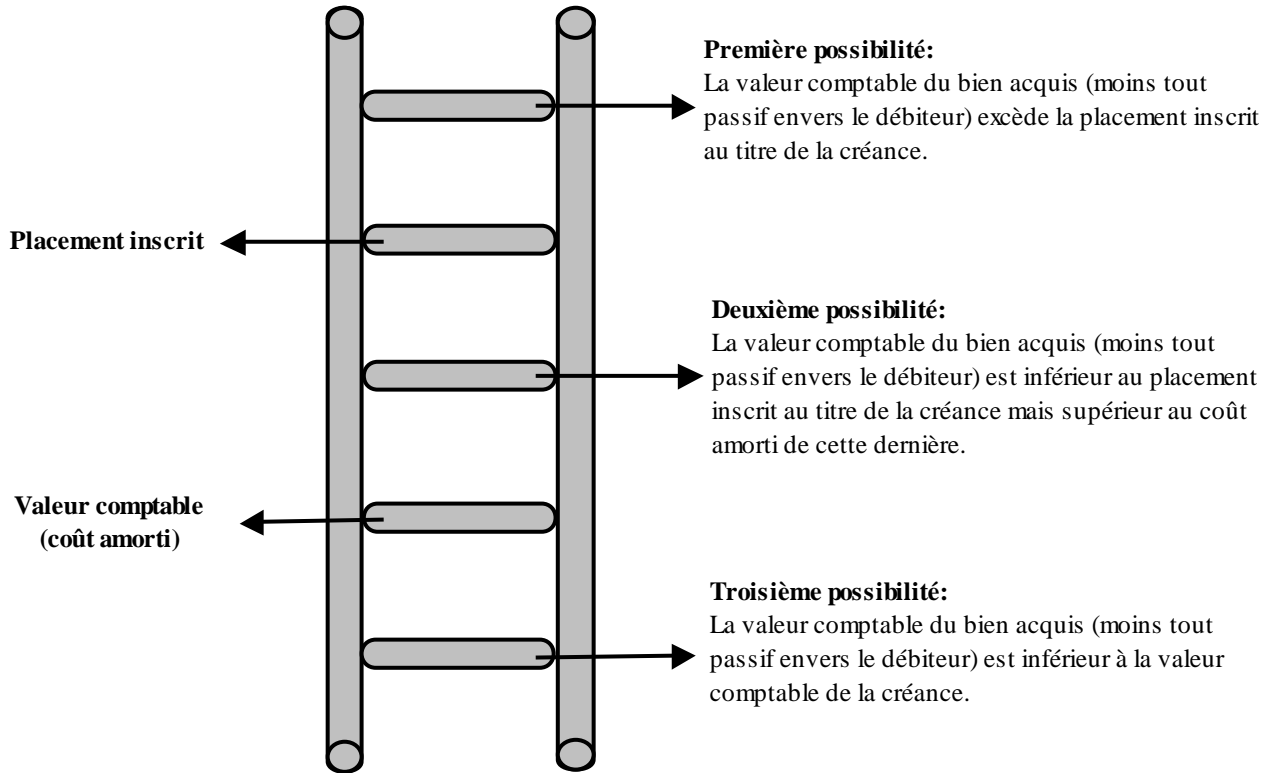 Première possibilité:
La valeur comptable du bien acquis (moins tout
passif envers le débiteur) excède la placement inscrit
au titre de la créance.
Placement inscrit
Deuxième possibilité:
La valeur comptable du bien acquis (moins tout
passif envers le débiteur) est inférieur au placement
inscrit au titre de la créance mais supérieur au coût
amorti de cette dernière.
Valeur comptable
(coût amorti)
Troisième possibilité:
La valeur comptable du bien acquis (moins tout
passif envers le débiteur) est inférieur à la valeur
comptable de la créance.